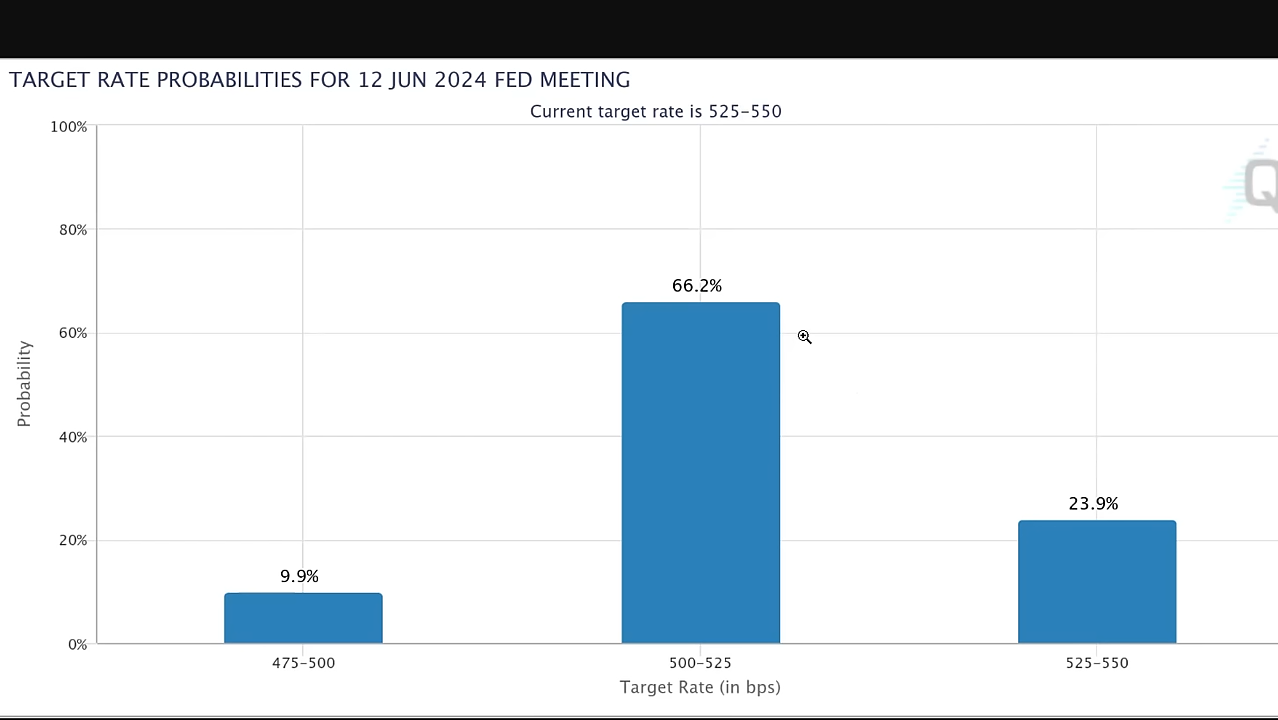 TARGET RATE PROBABILITIES FOR 12 JUN 2024 FED MEETING
Current target rate is 525–550
100%
80%
60%
40%
20%
0%
Probability
9.9%
66.2%
23.9%
475–500
500–525
525–550
Target Rate (in bps)
Q